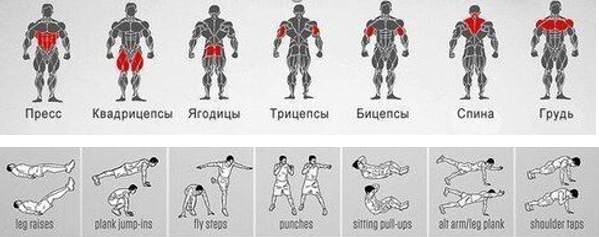 Пресс
Квадрицепсы
Ягодицы
Трицепсы
Бицепсы
Спина
Грудь
leg raises
plank jump-ins
fly steps
punches
sitting pull-ups
alt arm/leg plank
shoulder taps